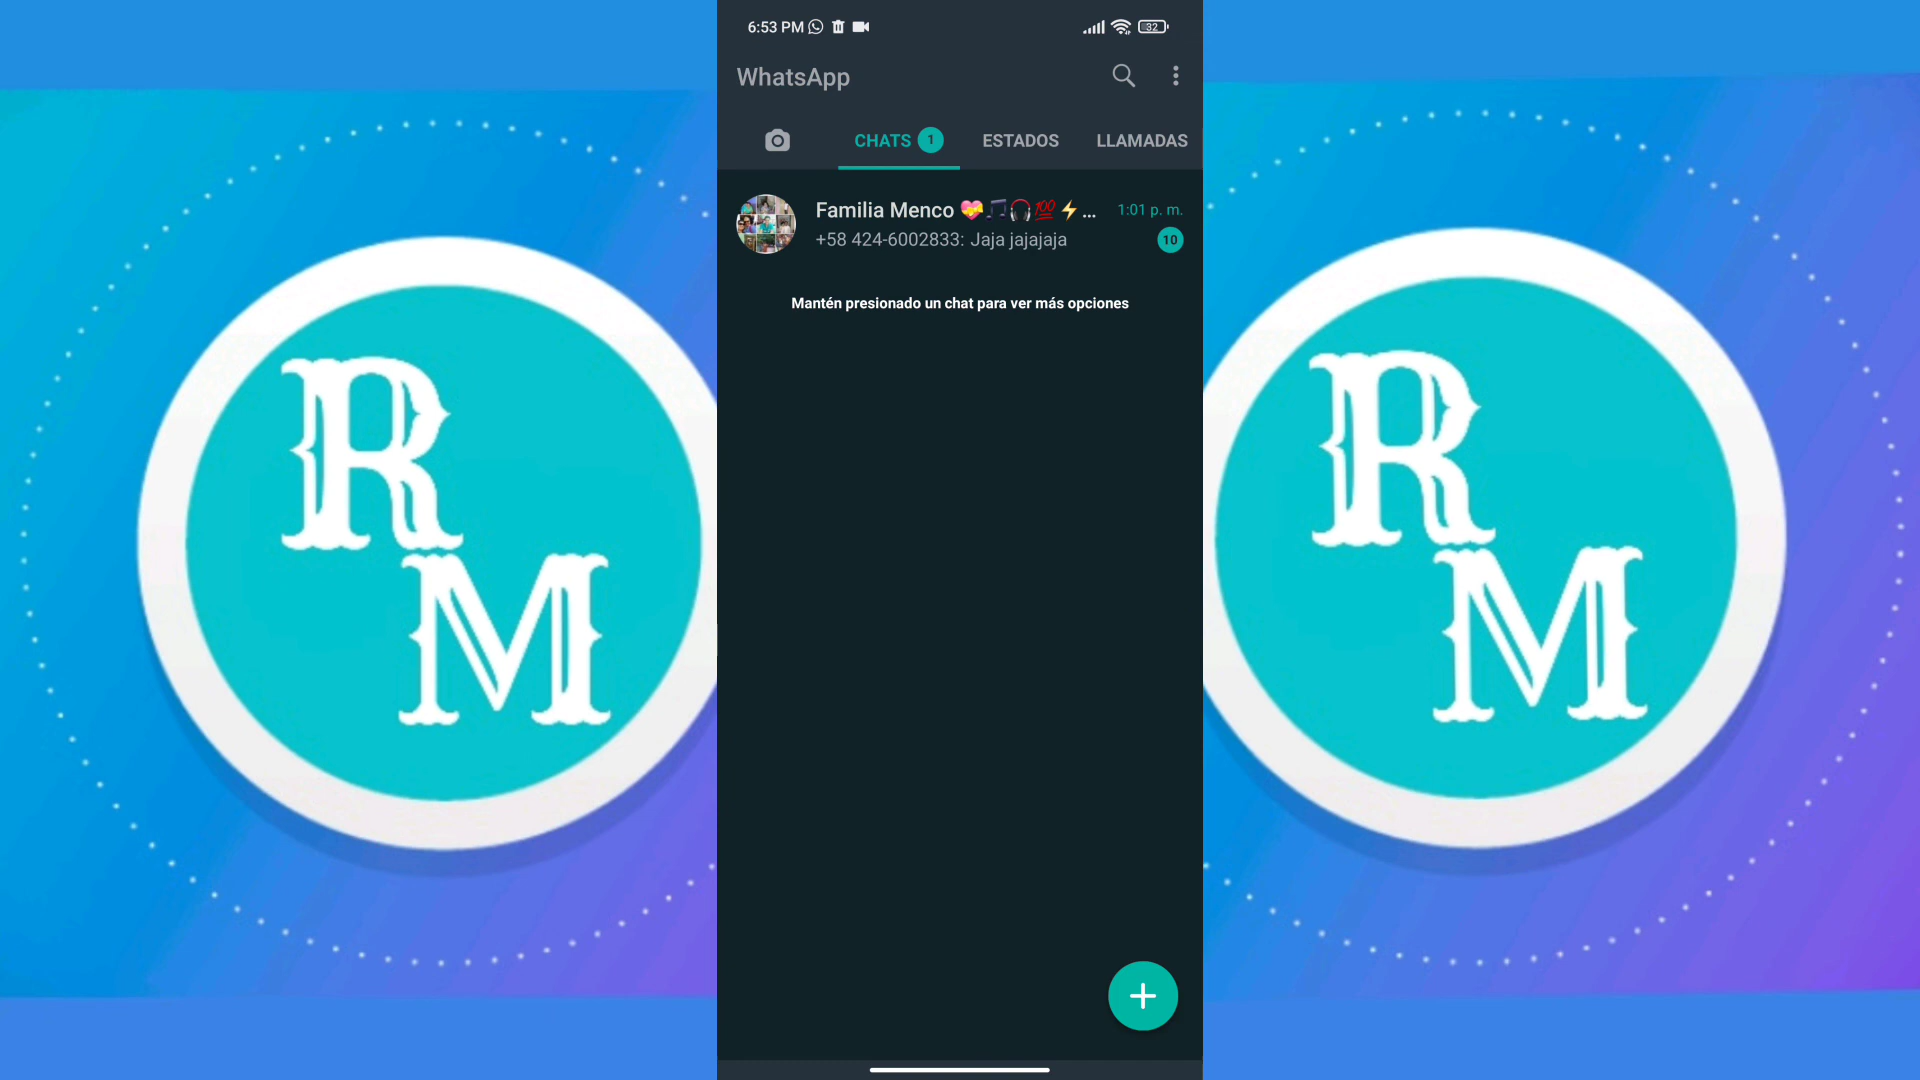 6:53 PM
32
WhatsApp
CHATS 1
ESTADOS
LLAMADAS
Familia Menco 💝🎵🎧💯⚡...
1:01 p. m.
+58 424-6002833: Jaja jajajaja
10
Mantén presionado un chat para ver más opciones
R
M
R
M